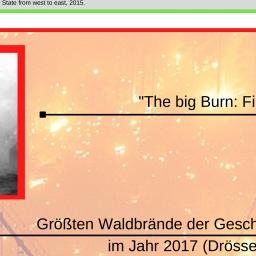 State from west to east, 2015.
"The big Burn: Fi
Größten Waldbrände der Gesch
im Jahr 2017 (Drösse